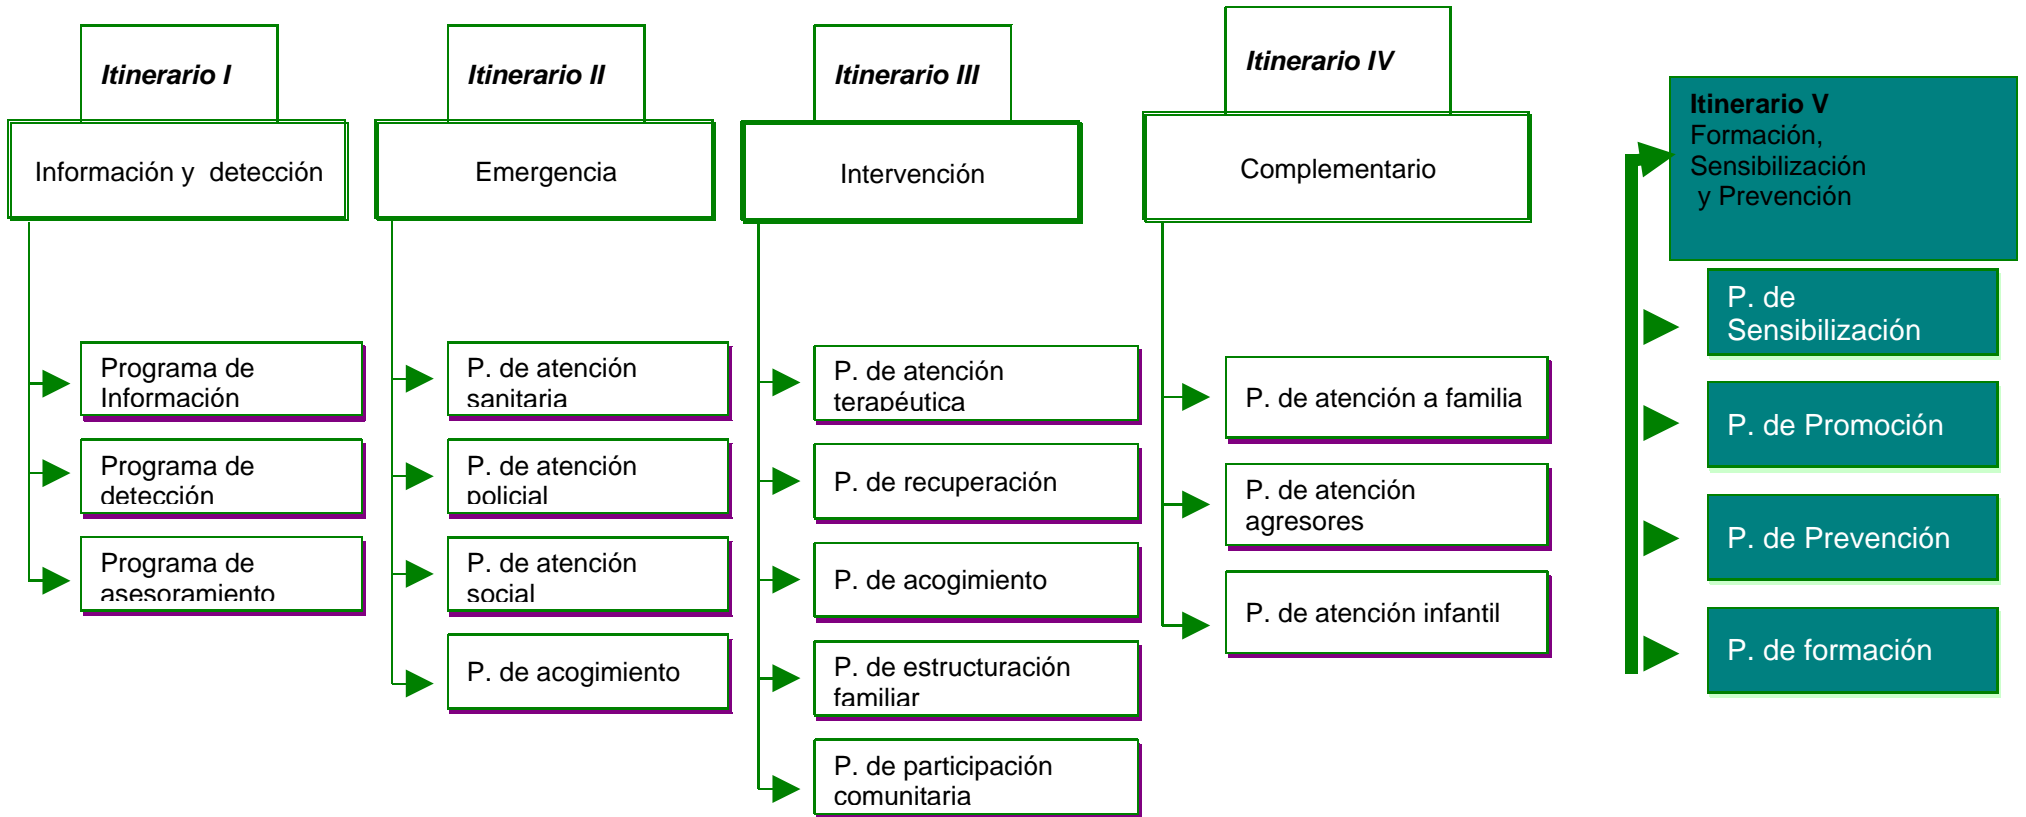 Itinerario I
Información y  detección
Programa de
Información
Programa de
detección
Programa de
asesoramiento
Itinerario II
Emergencia
P. de atención
sanitaria
P. de atención
policial
P. de atención
social
P. de acogimiento
Itinerario III
Intervención
P. de atención
terapéutica
P. de recuperación
P. de acogimiento
P. de estructuración
familiar
P. de participación
comunitaria
Itinerario IV
Complementario
P. de atención a familia
P. de atención
agresores
P. de atención infantil
Itinerario V
Formación,
Sensibilización
y Prevención
P. de
Sensibilización
P. de Promoción
P. de Prevención
P. de formación